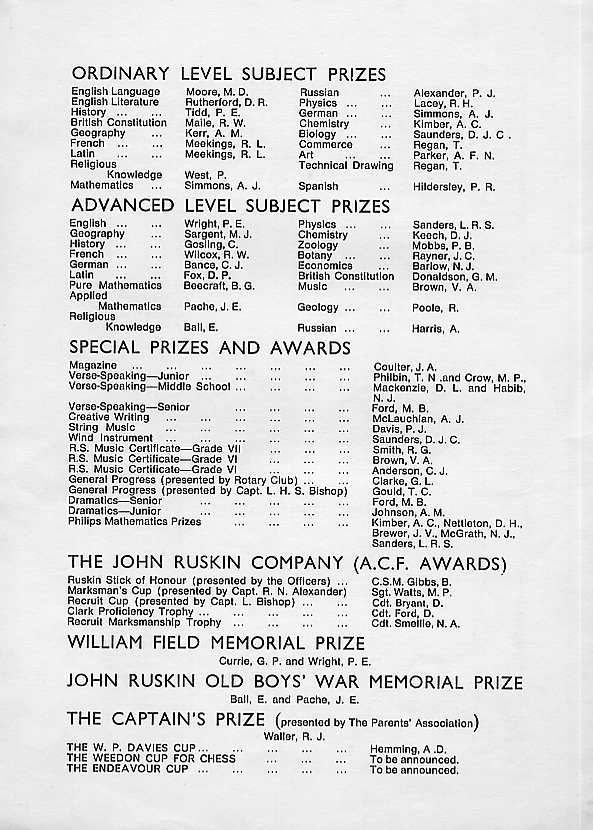 ORDINARY LEVEL SUBJECT PRIZES
English Language Moore, M. D. Russian ... Alexander, P. J.
English Literature Rutherford, D. R. Physics ... ... Lacey, R. H.
History ... ... Tidd, P. E. German ... ... Simmons, A. J.
British Constitution Maile, R. W. Chemistry ... Kimber, A. C.
Geography ... Kerr, A. M. Biology ... ... Saunders, D. J. C .
French ... ... Meekings, R. L. Commerce ... Regan, T.
Latin ... ... Meekings, R. L. Art ... ... Parker, A. F. N.
Religious Technical Drawing Regan, T.
Knowledge West, P.
Mathematics ... Simmons, A. J. Spanish ... Hildersley, P. R.
ADVANCED LEVEL SUBJECT PRIZES
English ... ... Wright, P. E. Physics ... ... Sanders, L. R. S.
Geography ... Sargent, M. J. Chemistry ... Keech, D. J.
History ... ... Gosling, C. Zoology ... Mobbs, P. B.
French ... ... Wilcox, R. W. Botany ... ... Rayner, J. C.
German ... ... Bance, C. J. Economics ... Barlow, N. J.
Latin ... ... Fox, D. P. British Constitution Donaldson, G. M.
Pure Mathematics Beecraft, B. G. Music ... ... Brown, V. A.
Applied
Mathematics Pache, J. E. Geology ... ... Poole, R.
Religious
Knowledge Ball, E. Russian ... ... Harris, A.
SPECIAL PRIZES AND AWARDS
Magazine ... ... ... ... ... ... ... Coulter, J. A.
Verse-Speaking—Junior ... ... ... ... ... Philbin, T. N .and Crow, M. P.,
Verse-Speaking—Middle School ... ... ... ... Mackenzie, D. L. and Habib,
N. J.
Verse-Speaking—Senior ... ... ... ... Ford, M. B.
Creative Writing ... ... ... ... ... ... McLauchlan, A. J.
String Music ... ... ... ... ... ... Davis, P. J.
Wind Instrument ... ... ... ... ... ... Saunders, D. J. C.
R.S. Music Certificate—Grade VII ... ... ... ... Smith, R. G.
R.S. Music Certificate—Grade VI ... ... ... ... Brown, V. A.
R.S. Music Certificate—Grade VI ... ... ... ... Anderson, C. J.
General Progress (presented by Rotary Club) ... ... Clarke, G. L.
General Progress (presented by Capt. L. H. S. Bishop) Gould, T. C.
Dramatics—Senior ... ... ... ... ... Ford, M. B.
Dramatics—Junior ... ... ... ... ... Johnson, A. M.
Philips Mathematics Prizes ... ... ... ... Kimber, A. C., Nettleton, D. H.,
Brewer, J. V., McGrath, N. J.,
Sanders, L. R. S.
THE JOHN RUSKIN COMPANY (A.C.F. AWARDS)
Ruskin Stick of Honour (presented by the Officers) ... C.S.M. Gibbs, B.
Marksman's Cup (presented by Capt. R. N. Alexander) Sgt. Watts, M. P.
Recruit Cup (presented by Capt. L. Bishop) ... ... Cdt. Bryant, D.
Clark Proficiency Trophy ... ... ... ... ... Cdt. Ford, D.
Recruit Marksmanship Trophy ... ... ... ... Cdt. Smeille, N. A.
WILLIAM FIELD MEMORIAL PRIZE
Currie, G. P. and Wright, P. E.
JOHN RUSKIN OLD BOYS' WAR MEMORIAL PRIZE
Ball, E. and Pache, J. E.
THE CAPTAIN'S PRIZE (presented by The Parents' Association)
Waller, R. J.
THE W. P. DAVIES CUP... ... ... ... ... Hemming, A .D.
THE WEEDON CUP FOR CHESS ... ... ... To be announced.
THE ENDEAVOUR CUP ... ... ... ... ... To be announced.